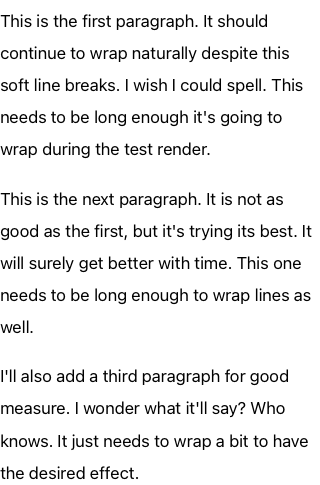 This is the first paragraph. It should
continue to wrap naturally despite this
soft line breaks. I wish I could spell. This
needs to be long enough it's going to
wrap during the test render.
This is the next paragraph. It is not as
good as the first, but it's trying its best. It
will surely get better with time. This one
needs to be long enough to wrap lines as
well.
I'll also add a third paragraph for good
measure. I wonder what it'll say? Who
knows. It just needs to wrap a bit to have
the desired effect.